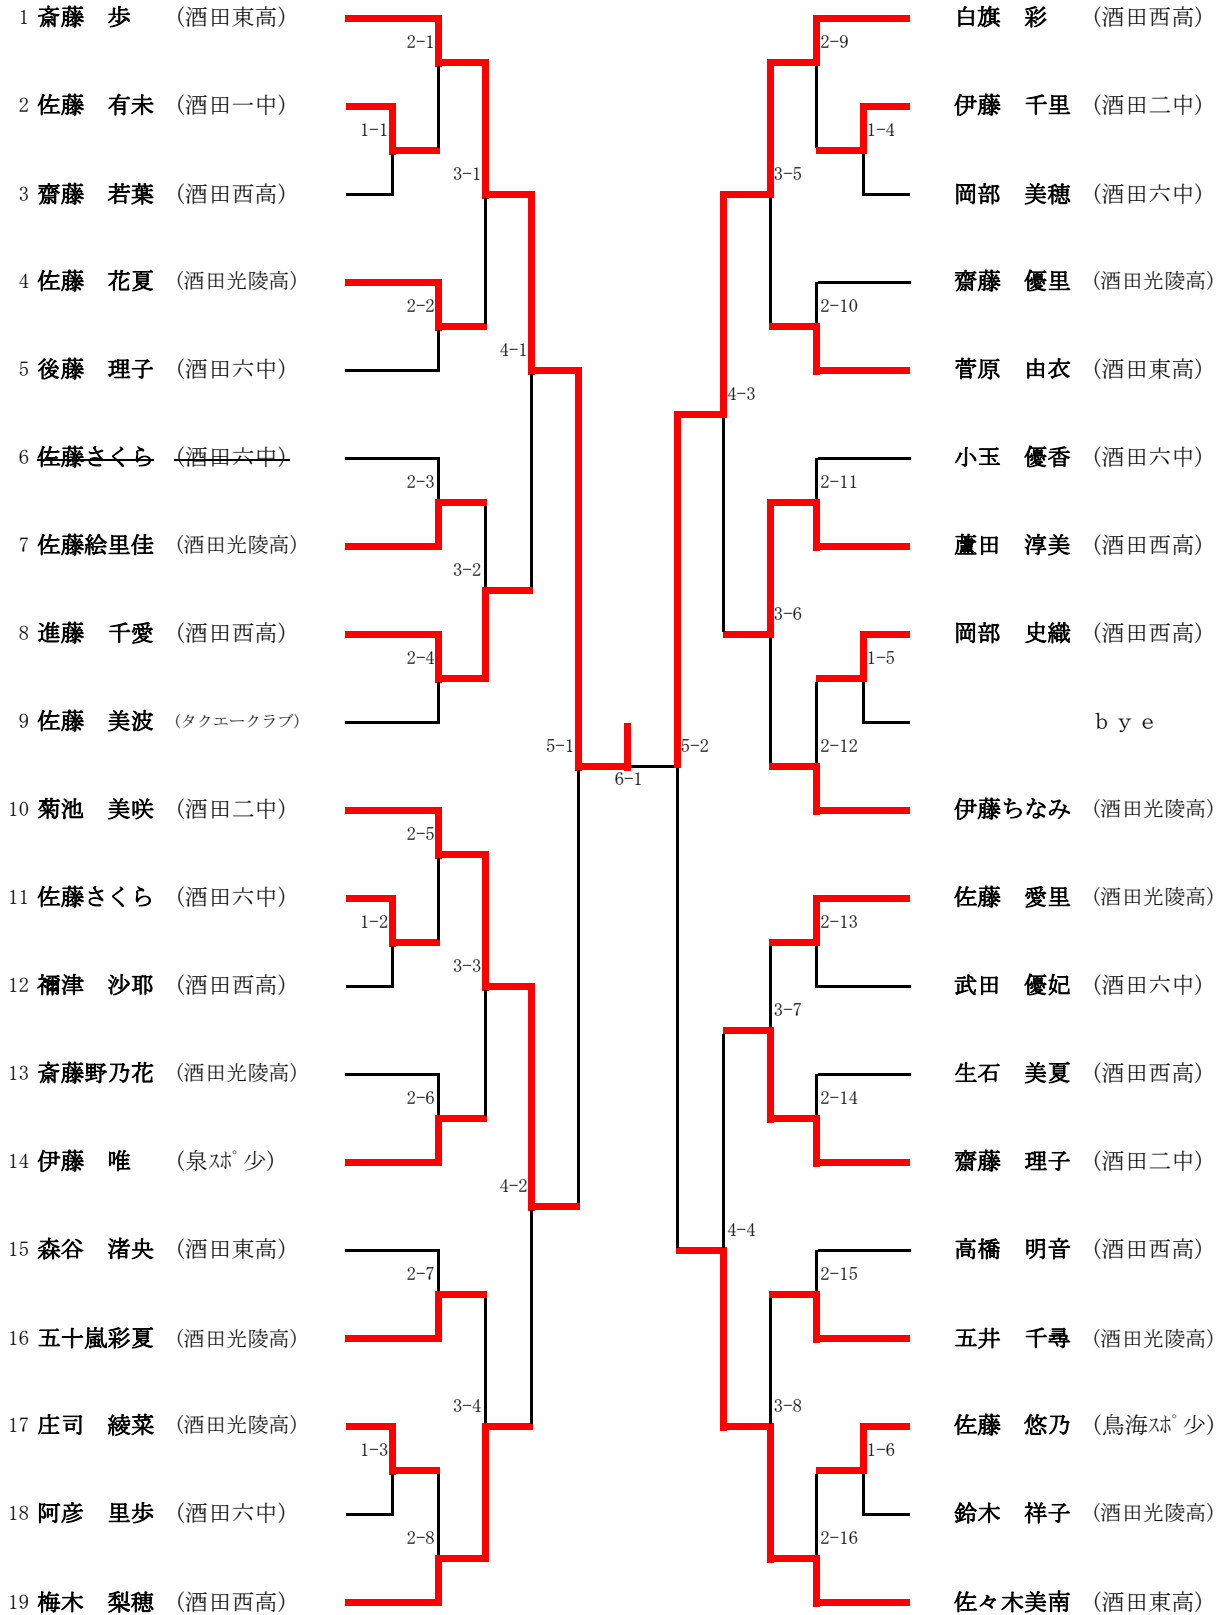 1 斎藤　歩 (酒田東高)
2-1
2 佐藤　有未 (酒田一中)
1-1
3-1
3 齋藤　若葉 (酒田西高)
4 佐藤　花夏 (酒田光陵高)
2-2
4-1
5 後藤　理子 (酒田六中)
6 佐藤さくら (酒田六中)
2-3
7 佐藤絵里佳 (酒田光陵高)
3-2
8 進藤　千愛 (酒田西高)
2-4
9 佐藤　美波 (タクエークラブ)
5-1
6-1
10 菊池　美咲 (酒田二中)
2-5
11 佐藤さくら (酒田六中)
1-2
3-3
12 禰津　沙耶 (酒田西高)
13 斎藤野乃花 (酒田光陵高)
2-6
14 伊藤　唯 (泉ｽﾎﾟ少)
4-2
15 森谷　渚央 (酒田東高)
2-7
16 五十嵐彩夏 (酒田光陵高)
3-4
17 庄司　綾菜 (酒田光陵高)
1-3
18 阿彦　里歩 (酒田六中)
2-8
19 梅木　梨穂 (酒田西高)
白旗　彩 (酒田西高)
2-9
伊藤　千里 (酒田二中)
1-4
3-5
岡部　美穂 (酒田六中)
齋藤　優里 (酒田光陵高)
2-10
菅原　由衣 (酒田東高)
4-3
小玉　優香 (酒田六中)
2-11
蘆田　淳美 (酒田西高)
3-6
岡部　史織 (酒田西高)
1-5
ｂｙｅ
5-2
2-12
伊藤ちなみ (酒田光陵高)
佐藤　愛里 (酒田光陵高)
2-13
武田　優妃 (酒田六中)
3-7
生石　美夏 (酒田西高)
2-14
齋藤　理子 (酒田二中)
4-4
高橋　明音 (酒田西高)
2-15
五井　千尋 (酒田光陵高)
3-8
佐藤　悠乃 (鳥海ｽﾎﾟ少)
1-6
鈴木　祥子 (酒田光陵高)
2-16
佐々木美南 (酒田東高)